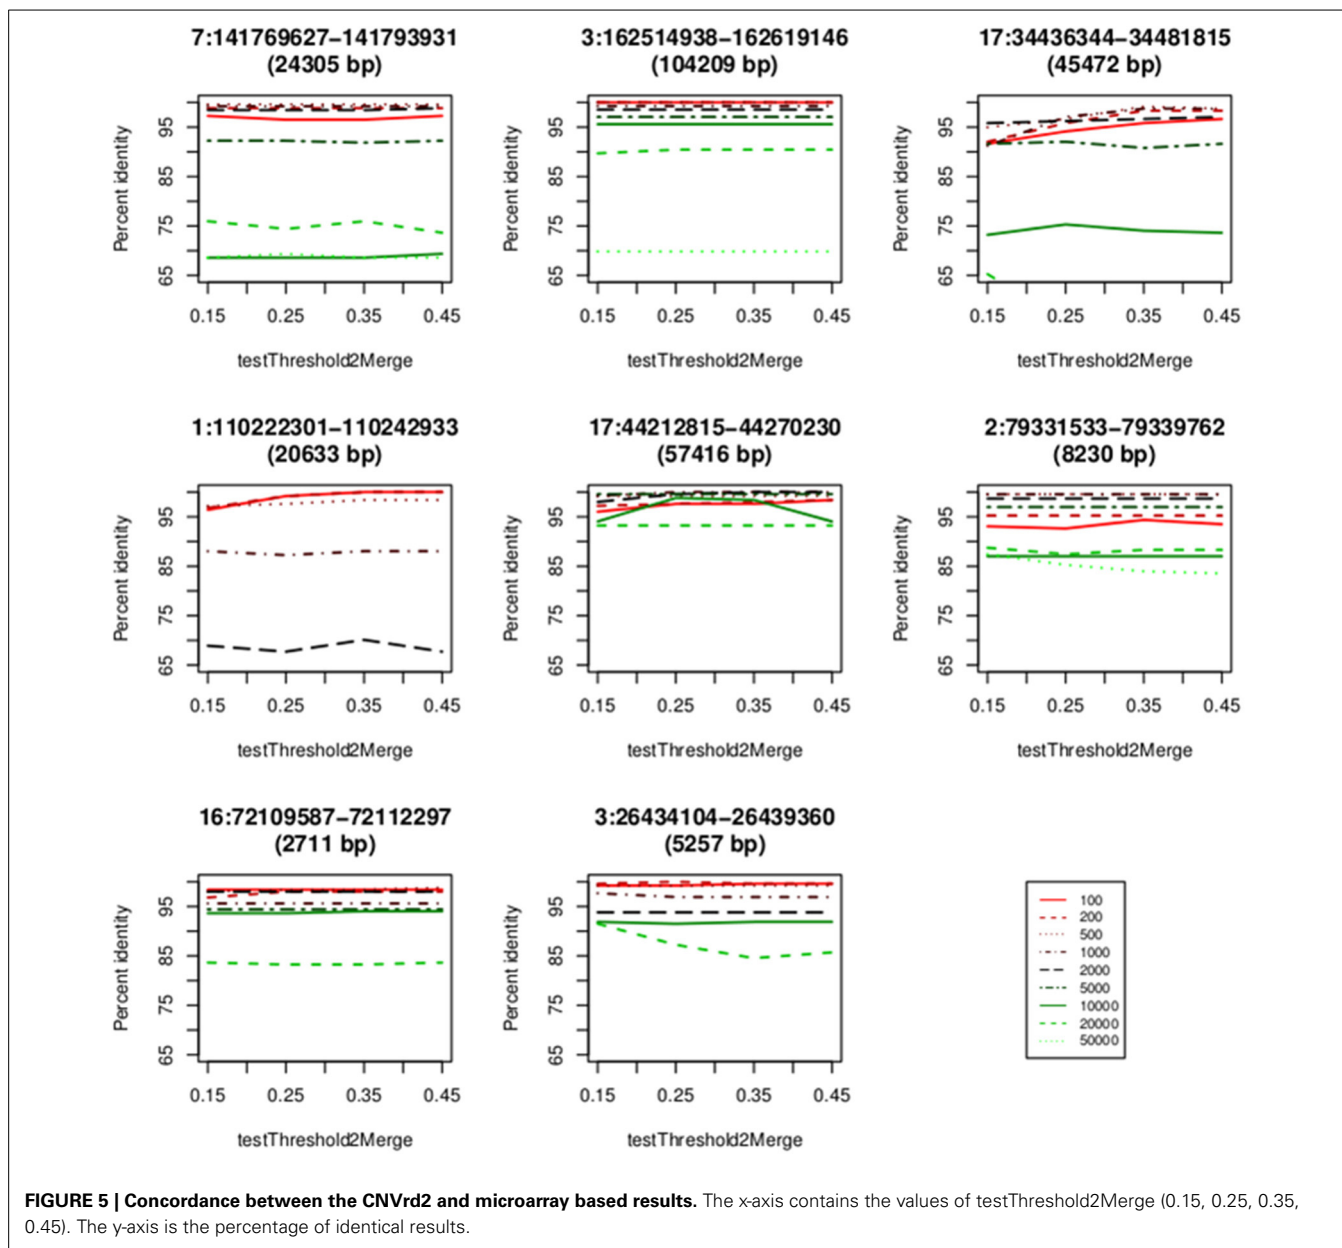 7:141769627−141793931
(24305 bp)
Percent identity
95
85
75
65
0.15 0.25 0.35 0.45
testThreshold2Merge
3:162514938−162619146
(104209 bp)
Percent identity
95
85
75
65
0.15 0.25 0.35 0.45
testThreshold2Merge
17:34436344−34481815
(45472 bp)
Percent identity
95
85
75
65
0.15 0.25 0.35 0.45
testThreshold2Merge
1:110222301−110242933
(20633 bp)
Percent identity
95
85
75
65
0.15 0.25 0.35 0.45
testThreshold2Merge
17:44212815−44270230
(57416 bp)
Percent identity
95
85
75
65
0.15 0.25 0.35 0.45
testThreshold2Merge
2:79331533−79339762
(8230 bp)
Percent identity
95
85
75
65
0.15 0.25 0.35 0.45
testThreshold2Merge
16:72109587−72112297
(2711 bp)
Percent identity
95
85
75
65
0.15 0.25 0.35 0.45
testThreshold2Merge
3:26434104−26439360
(5257 bp)
Percent identity
95
85
75
65
0.15 0.25 0.35 0.45
testThreshold2Merge
100
200
500
1000
2000
5000
10000
20000
50000
FIGURE 5 | Concordance between the CNVrd2 and microarray based results. The x-axis contains the values of testThreshold2Merge (0.15, 0.25, 0.35,
0.45). The y-axis is the percentage of identical results.